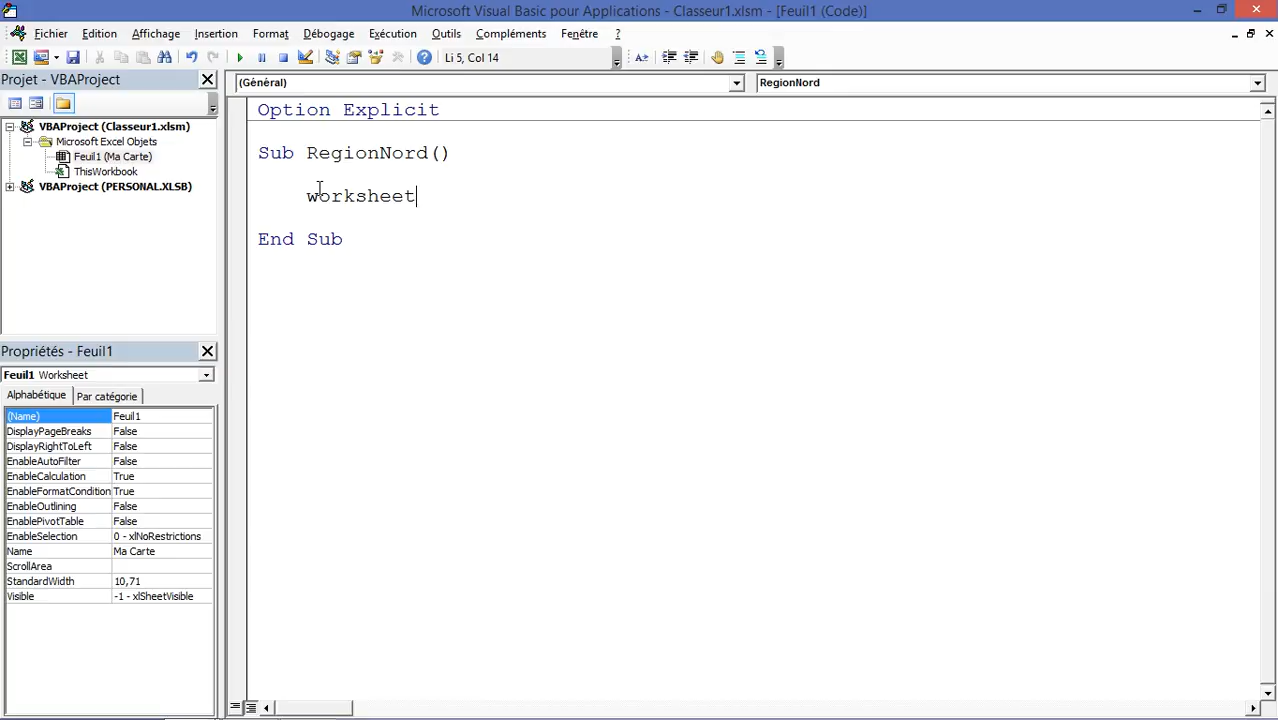 Microsoft Visual Basic pour Applications - Classeur1.xlsm - [Feuil1 (Code)]
Fichier Edition Affichage Insertion Format Débogage Exécution Outils Compléments Fenêtre ?
Li 5, Col 14
Projet - VBAProject
VBAProject (Classeur1.xlsm)
Microsoft Excel Objets
Feuil1 (Ma Carte)
ThisWorkbook
VBAProject (PERSONAL.XLSB)
Propriétés - Feuil1
Feuil1 Worksheet
Alphabétique Par catégorie
(Name) Feuil1
DisplayPageBreaks False
DisplayRightToLeft False
EnableAutoFilter False
EnableCalculation True
EnableFormatCondition True
EnableOutlining False
EnablePivotTable False
EnableSelection 0 - xlNoRestrictions
Name Ma Carte
ScrollArea
StandardWidth 10,71
Visible -1 - xlSheetVisible
(Général) RegionNord
Option Explicit
Sub RegionNord()
worksheet
End Sub